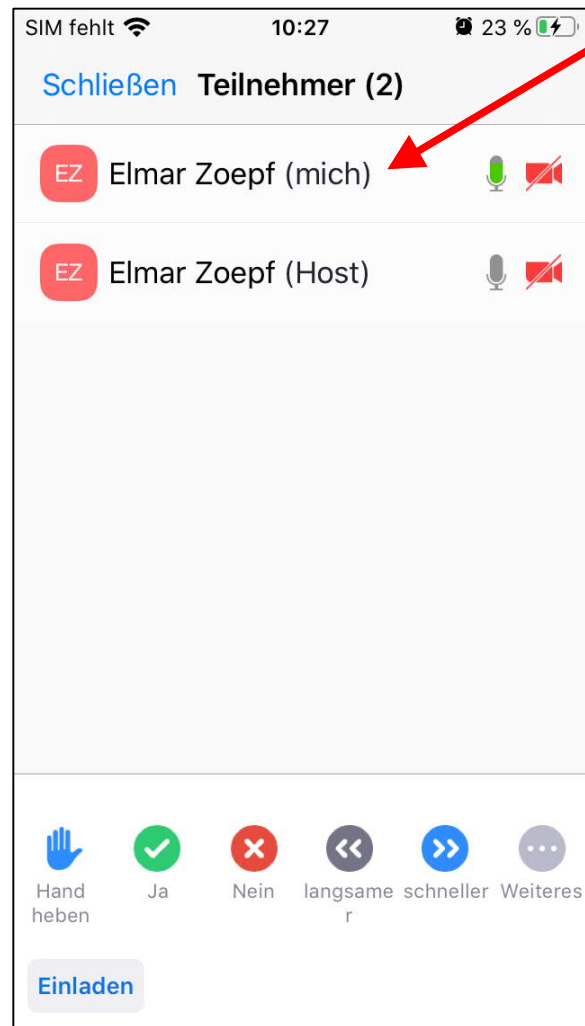 SIM fehlt 10:27 23 %
Schließen Teilnehmer (2)
EZ Elmar Zoepf (mich)
EZ Elmar Zoepf (Host)
Hand heben Ja Nein langsamer schneller Weiteres
Einladen